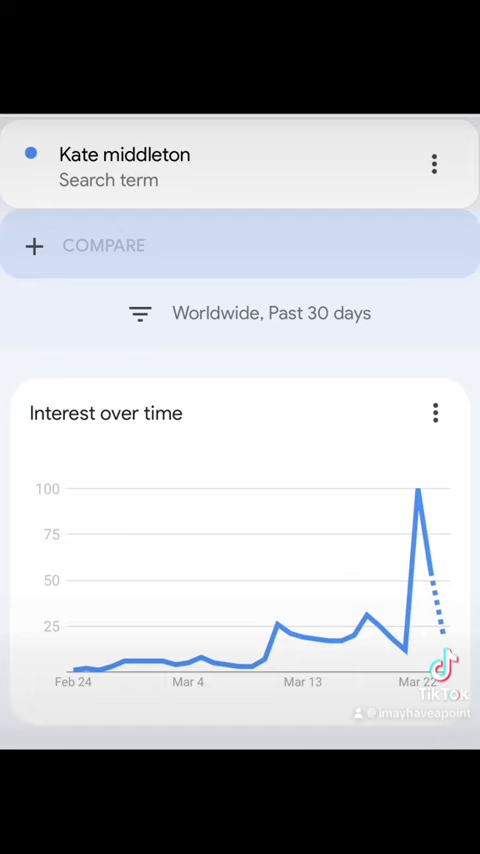 Kate middleton
Search term
+ COMPARE
Worldwide, Past 30 days
Interest over time
100
75
50
25
Feb 24 Mar 4 Mar 13 Mar 22
TikTok
@imayhaveapoint